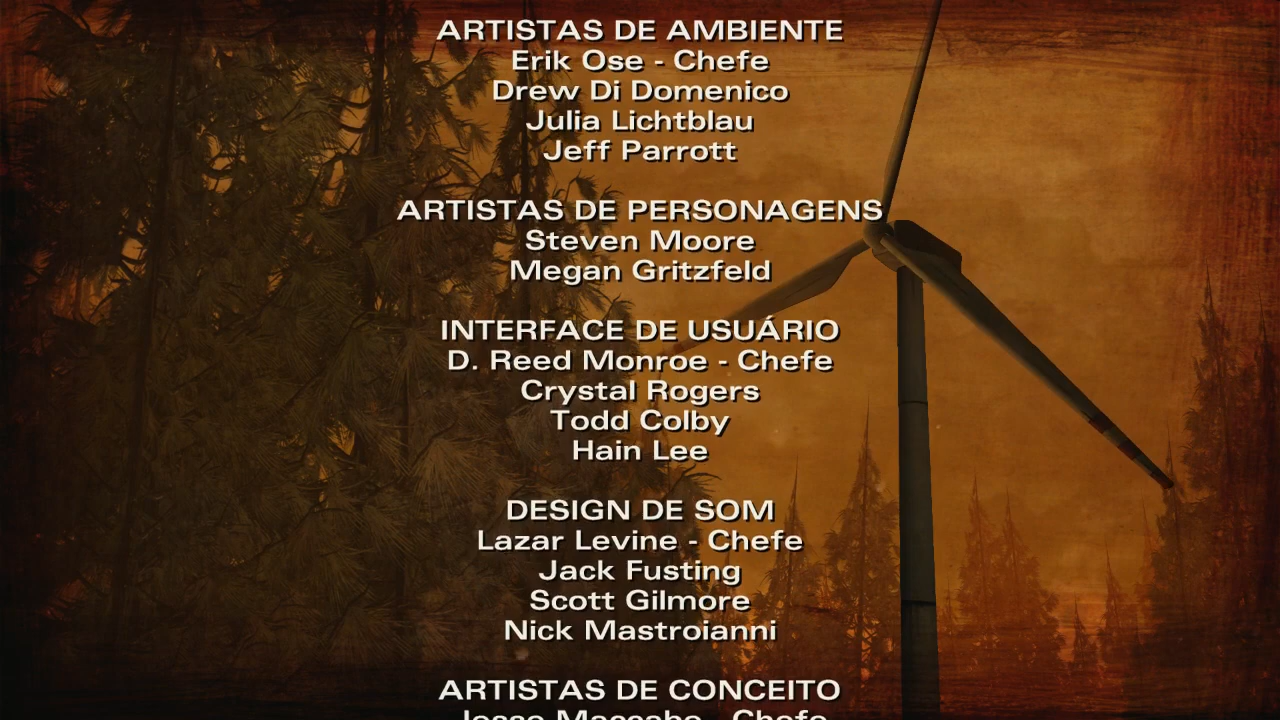 ARTISTAS DE AMBIENTE
Erik Ose - Chefe
Drew Di Domenico
Julia Lichtblau
Jeff Parrott
ARTISTAS DE PERSONAGENS
Steven Moore
Megan Gritzfeld
INTERFACE DE USUÁRIO
D. Reed Monroe - Chefe
Crystal Rogers
Todd Colby
Hain Lee
DESIGN DE SOM
Lazar Levine - Chefe
Jack Fusting
Scott Gilmore
Nick Mastroianni
ARTISTAS DE CONCEITO
- Chefe